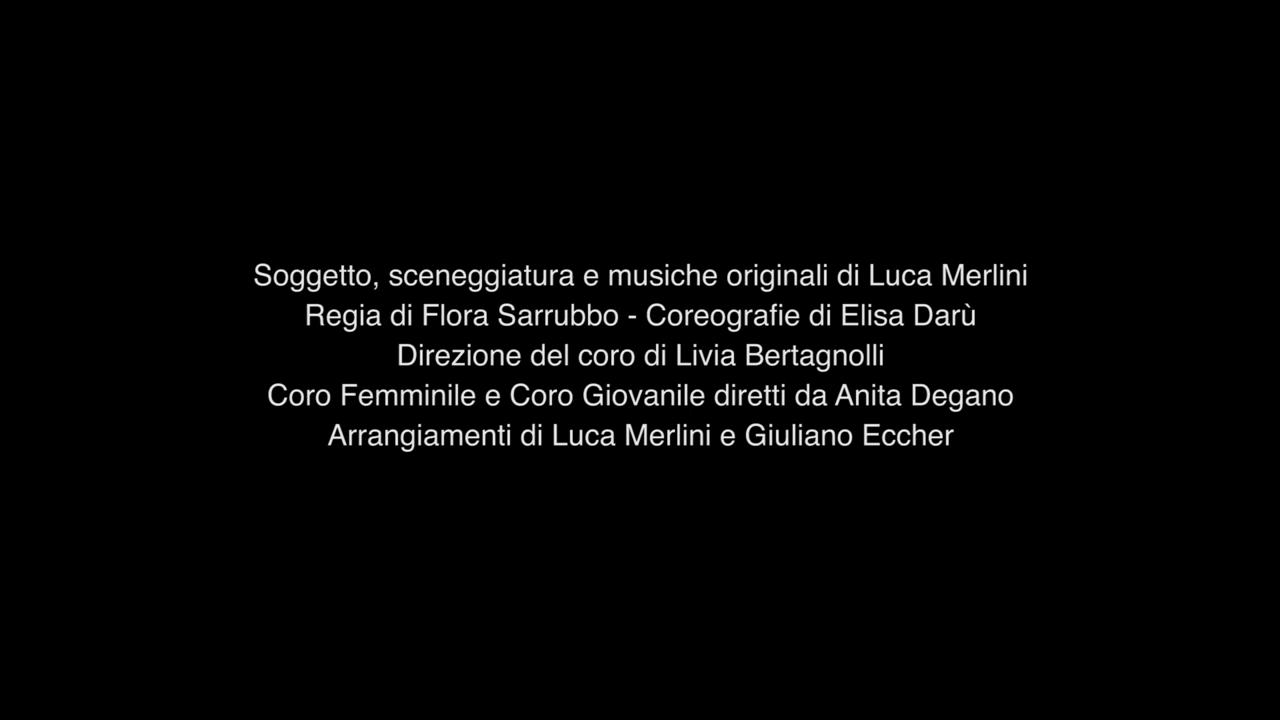 Soggetto, sceneggiatura e musiche originali di Luca Merlini
Regia di Flora Sarrubbo - Coreografie di Elisa Darù
Direzione del coro di Livia Bertagnolli
Coro Femminile e Coro Giovanile diretti da Anita Degano
Arrangiamenti di Luca Merlini e Giuliano Eccher